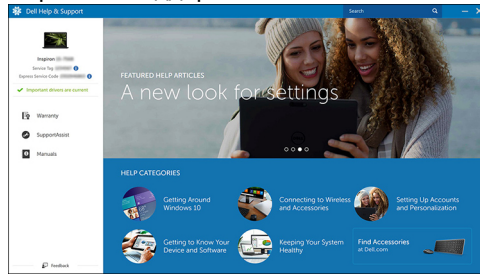 Dell Help & Support
Search
Inspiron
Service Tag:
Express Service Code:
Important drivers are current
Warranty
SupportAssist
Manuals
Feedback
FEATURED HELP ARTICLES
A new look for settings
HELP CATEGORIES
Getting Around
Windows 10
Connecting to Wireless
and Accessories
Setting Up Accounts
and Personalization
Getting to Know Your
Device and Software
Keeping Your System
Healthy
Find Accessories
at Dell.com